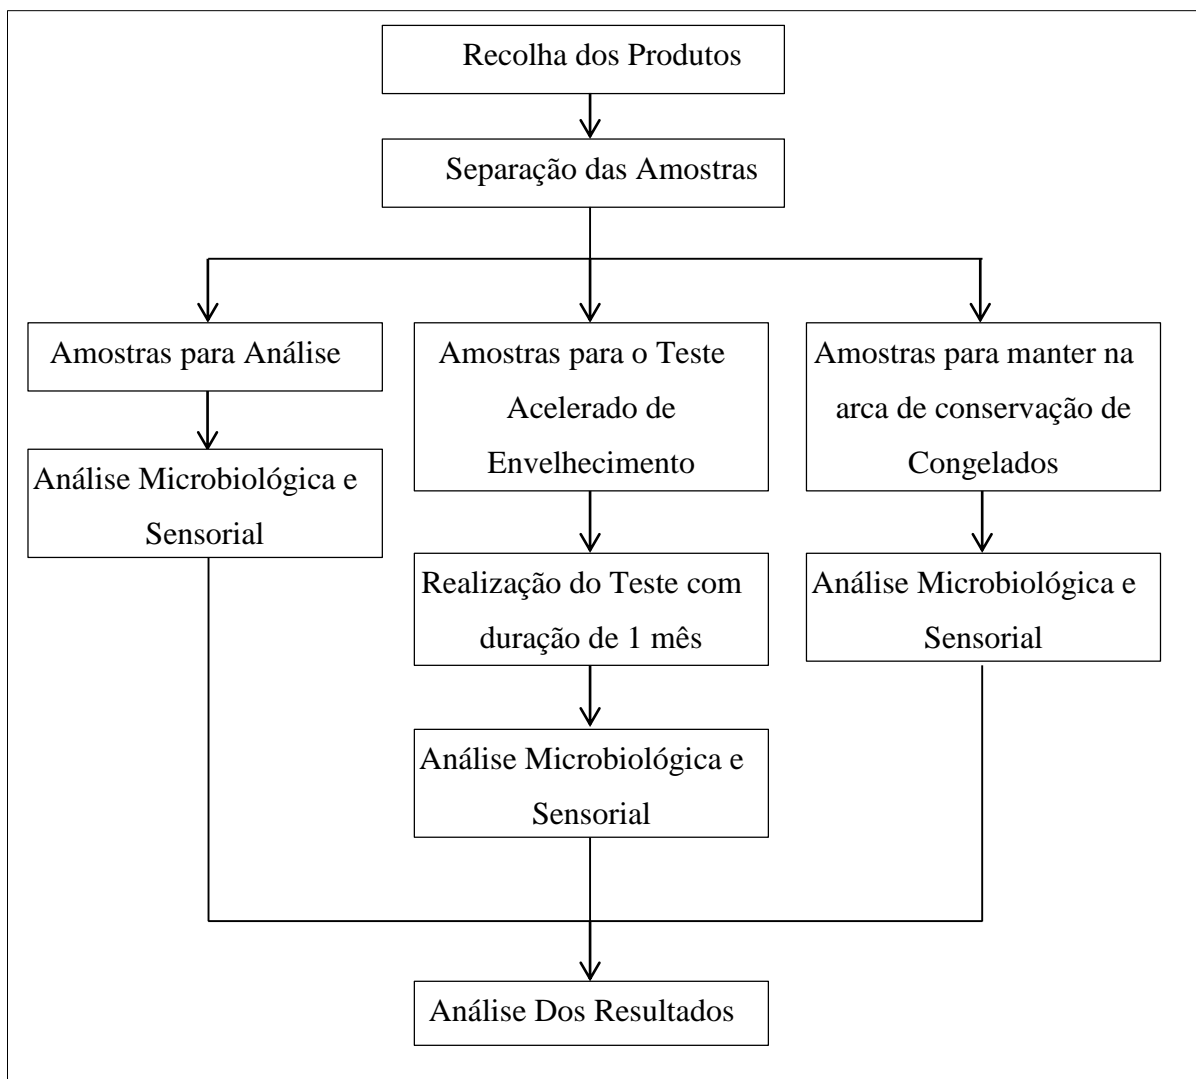 Recolha dos Produtos
Separação das Amostras
Amostras para Análise
Análise Microbiológica e
Sensorial
Amostras para o Teste
Acelerado de
Envelhecimento
Realização do Teste com
duração de 1 mês
Análise Microbiológica e
Sensorial
Amostras para manter na
arca de conservação de
Congelados
Análise Microbiológica e
Sensorial
Análise Dos Resultados